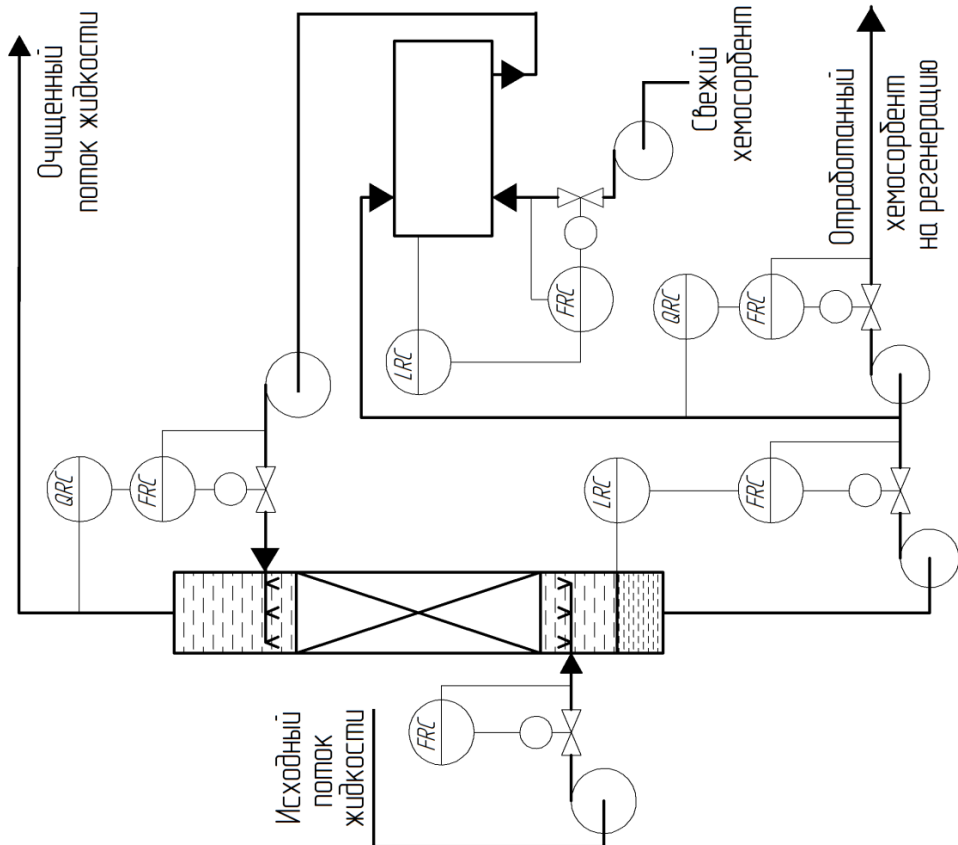 Очищенный
поток жидкости
QRC
FRC
Исходный
поток
жидкости
FRC
LRC
FRC
LRC
QRC
Свежий
хемосорбент
FRC
FRC
Отработанный
хемосорбент
на регенерацию